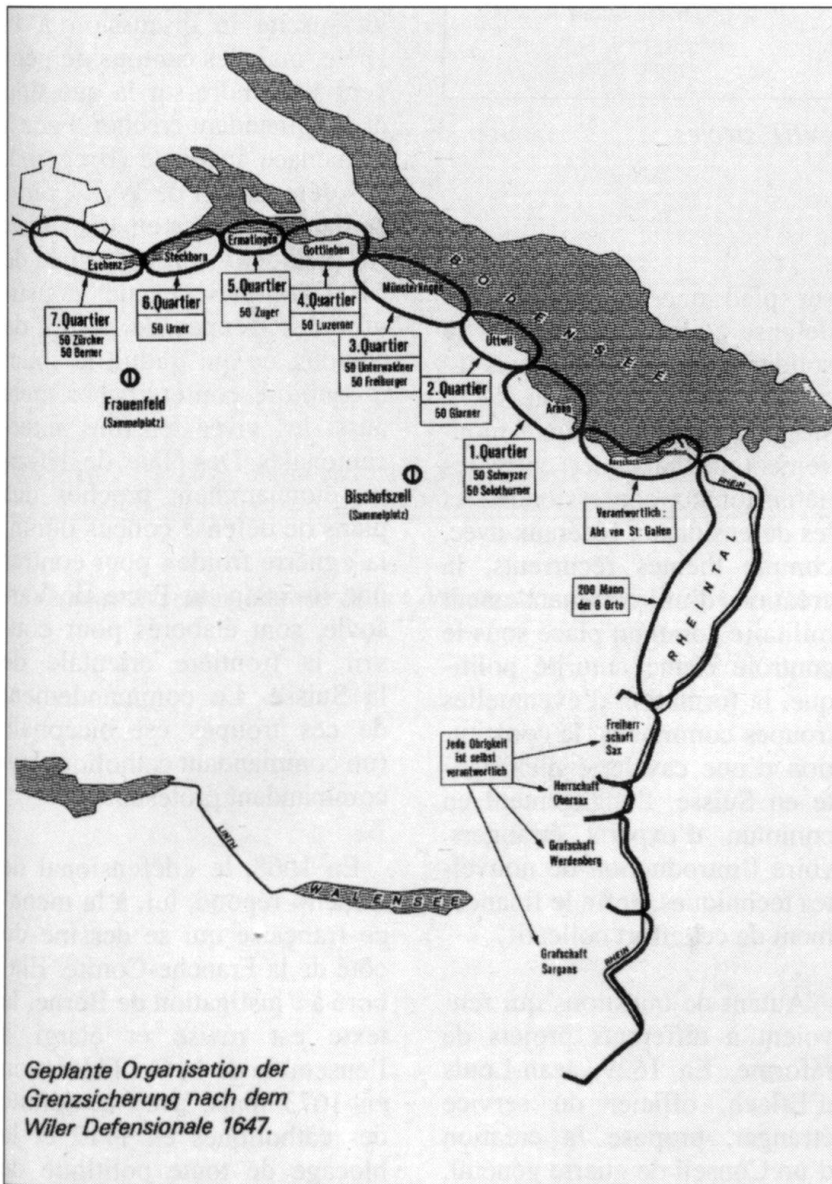 BODENSEE
Eschenz
Steckborn
Ermatingen
Gottlieben
Münsterlingen
Uttwil
Arbon
7.Quartier
50 Zürcher
50 Berner
6.Quartier
50 Urner
5.Quartier
50 Zuger
4.Quartier
50 Luzerner
3.Quartier
50 Unterwaldner
50 Freiburger
2.Quartier
50 Glarner
1.Quartier
50 Schwyzer
50 Solothurner
Frauenfeld
(Sammelplatz)
Bischofszell
(Sammelplatz)
Verantwortlich:
Abt von St. Gallen
RHEIN
RHEINTAL
200 Mann
der 8 Orte
Jede Obrigkeit
ist selbst
verantwortlich
Freiherr-
schaft
Sax
Herrschaft
Obersax
Grafschaft
Werdenberg
Grafschaft
Sargans
RHEIN
LINTH
WALENSEE
Geplante Organisation der
Grenzsicherung nach dem
Wiler Defensionale 1647.